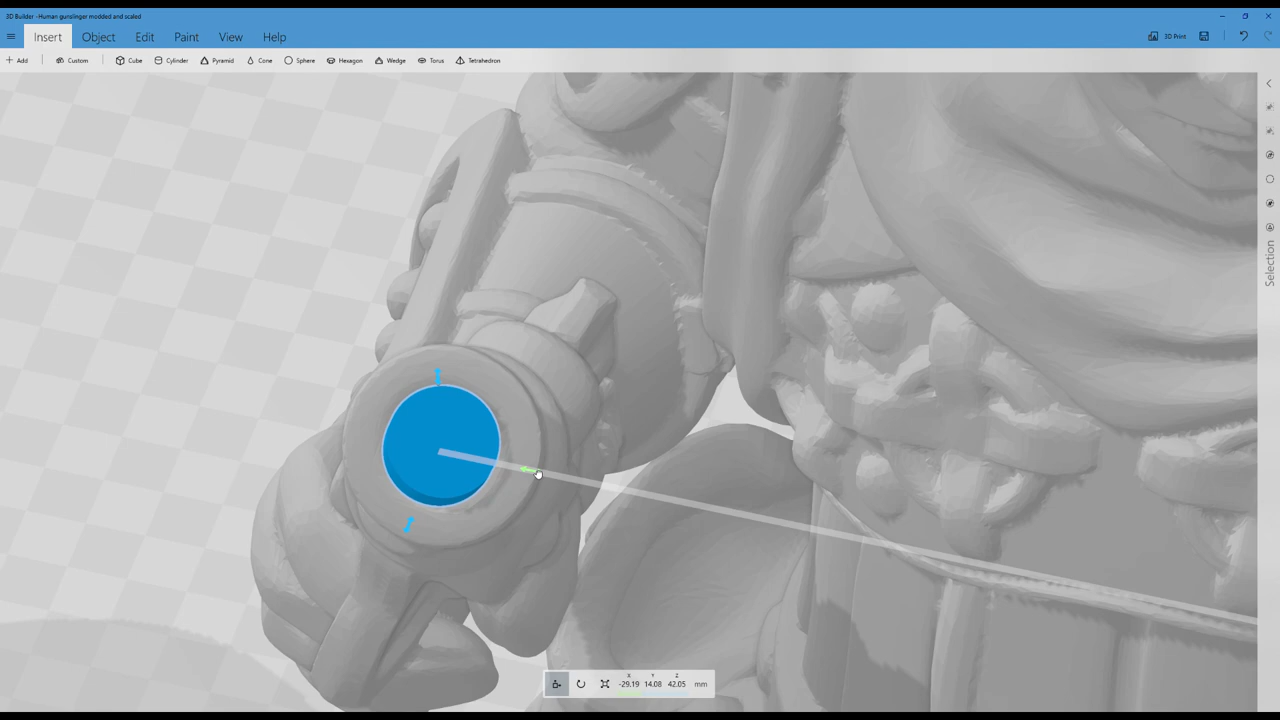 3D Builder -Human gunslinger modded and scaled
Insert Object Edit Paint View Help
3D Print
Add Custom Cube Cylinder Pyramid Cone Sphere Hexagon Wedge Torus Tetrahedron
Selection
X Y Z
-29.19 14.08 42.05 mm